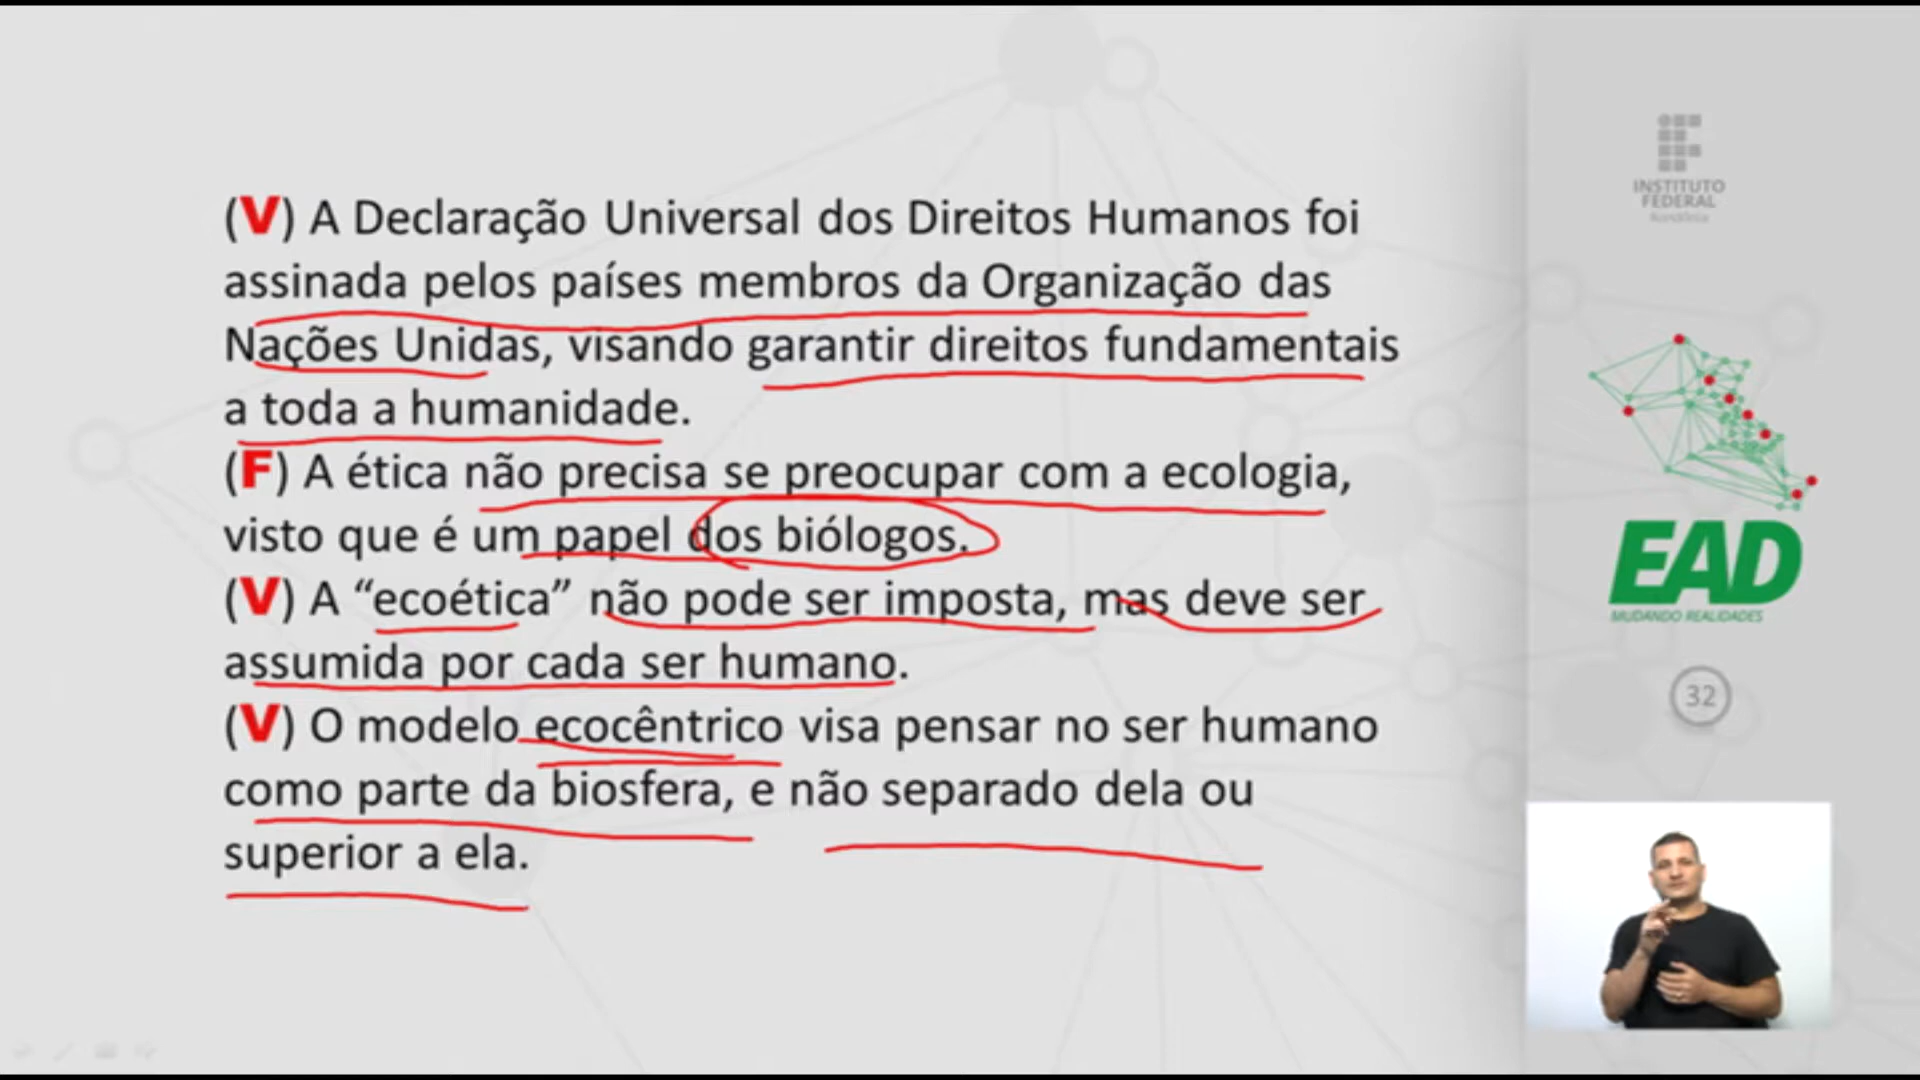 (V) A Declaração Universal dos Direitos Humanos foi
assinada pelos países membros da Organização das
Nações Unidas, visando garantir direitos fundamentais
a toda a humanidade.
(F) A ética não precisa se preocupar com a ecologia,
visto que é um papel dos biólogos.
(V) A “ecoética” não pode ser imposta, mas deve ser
assumida por cada ser humano.
(V) O modelo ecocêntrico visa pensar no ser humano
como parte da biosfera, e não separado dela ou
superior a ela.
INSTITUTO
FEDERAL
Rondônia
EAD
MUDANDO REALIDADES
32